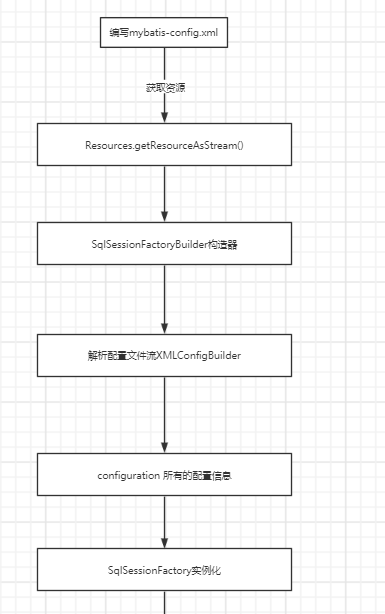 编写mybatis-config.xml
获取资源
Resources.getResourceAsStream()
SqlSessionFactoryBuilder构造器
解析配置文件流XMLConfigBuilder
configuration 所有的配置信息
SqlSessionFactory实例化